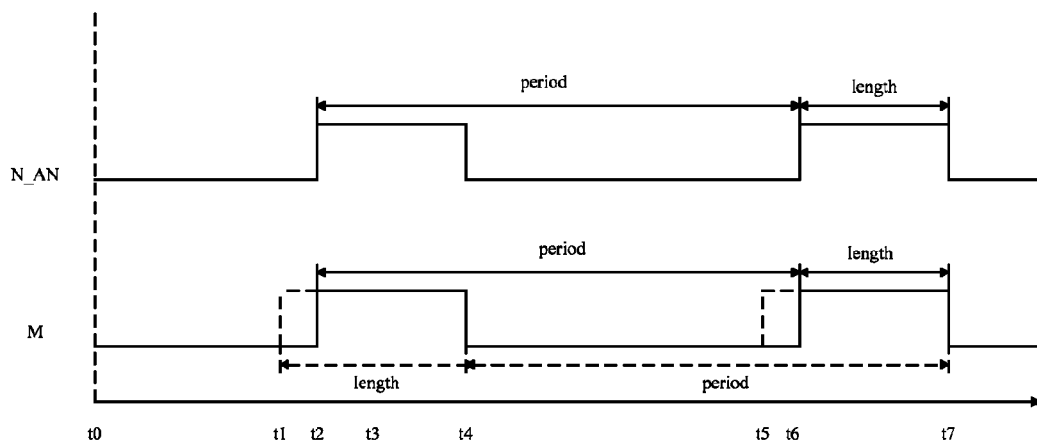 period
length
N_AN
period
length
M
length
period
t0 t1 t2 t3 t4 t5 t6 t7